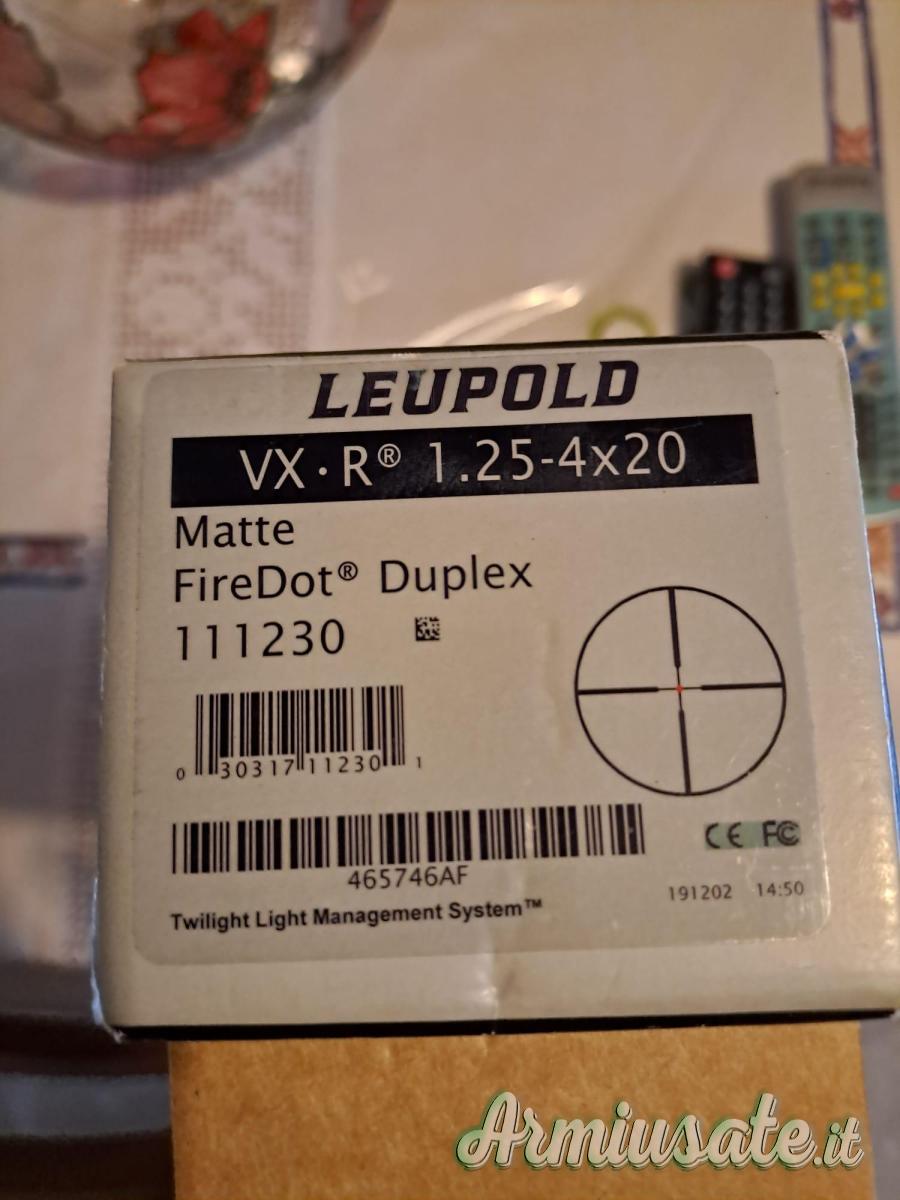 LEUPOLD
VX·R® 1.25-4x20
Matte
FireDot® Duplex
111230
0 30317 11230 1
465746AF
CE FC
191202 14:50
Twilight Light Management System™
Armiusate.it